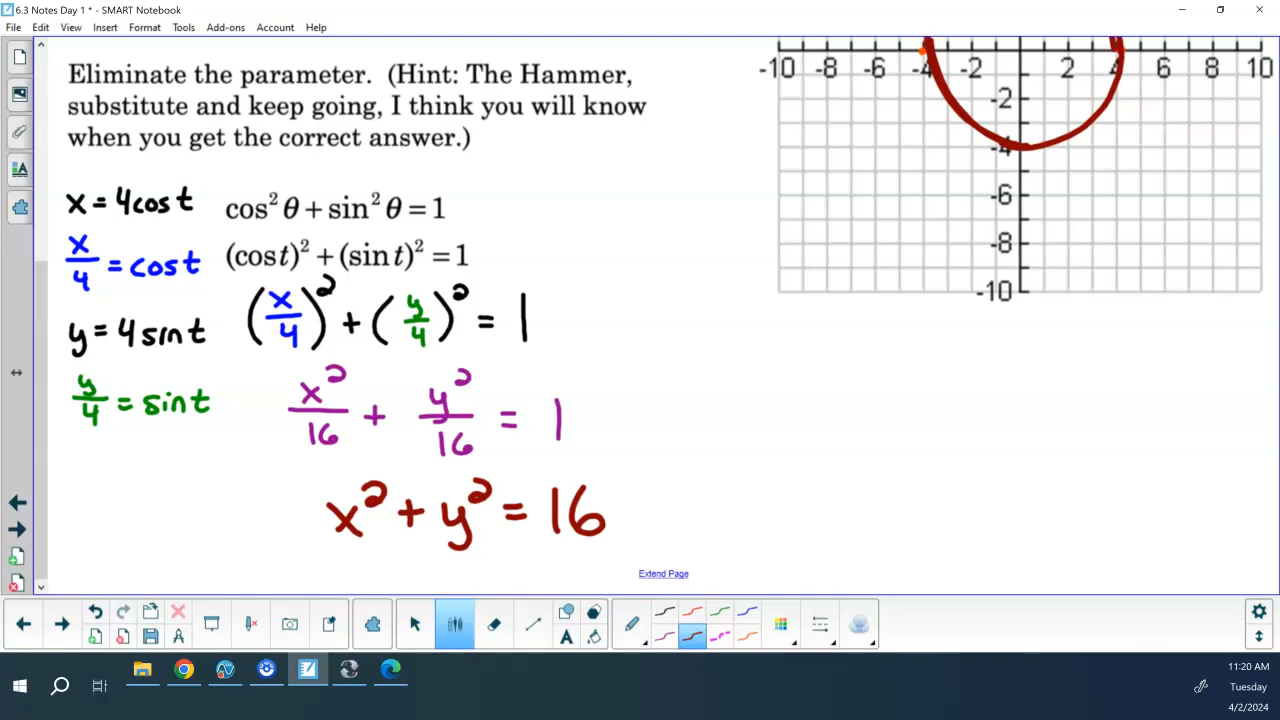 6.3 Notes Day 1 * - SMART Notebook
File Edit View Insert Format Tools Add-ons Account Help
Eliminate the parameter. (Hint: The Hammer,
substitute and keep going, I think you will know
when you get the correct answer.)
x = 4cost
cos² θ + sin² θ = 1
x/4 = cost
(cos t)² + (sin t)² = 1
(x/4)² + (y/4)² = 1
y = 4sint
y/4 = sint
x²/16 + y²/16 = 1
x² + y² = 16
-10 -8 -6 -4 -2 2 4 6 8 10
-2
-4
-6
-8
-10
Extend Page
11:20 AM
Tuesday
4/2/2024